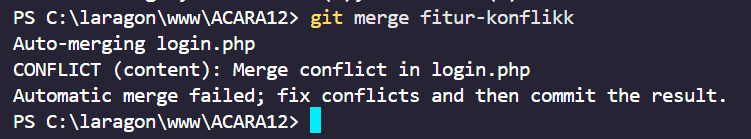 PS C:\laragon\www\ACARA12> git merge fitur-konflikk
Auto-merging login.php
CONFLICT (content): Merge conflict in login.php
Automatic merge failed; fix conflicts and then commit the result.
PS C:\laragon\www\ACARA12>